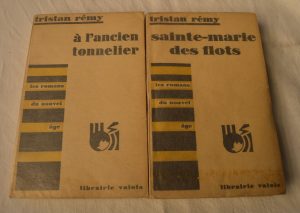 tristan rémy
à l'ancien
tonnelier
les romans
du nouvel
âge
librairie valois
tristan rémy
sainte-marie
des flots
les romans
du nouvel
âge
librairie valois